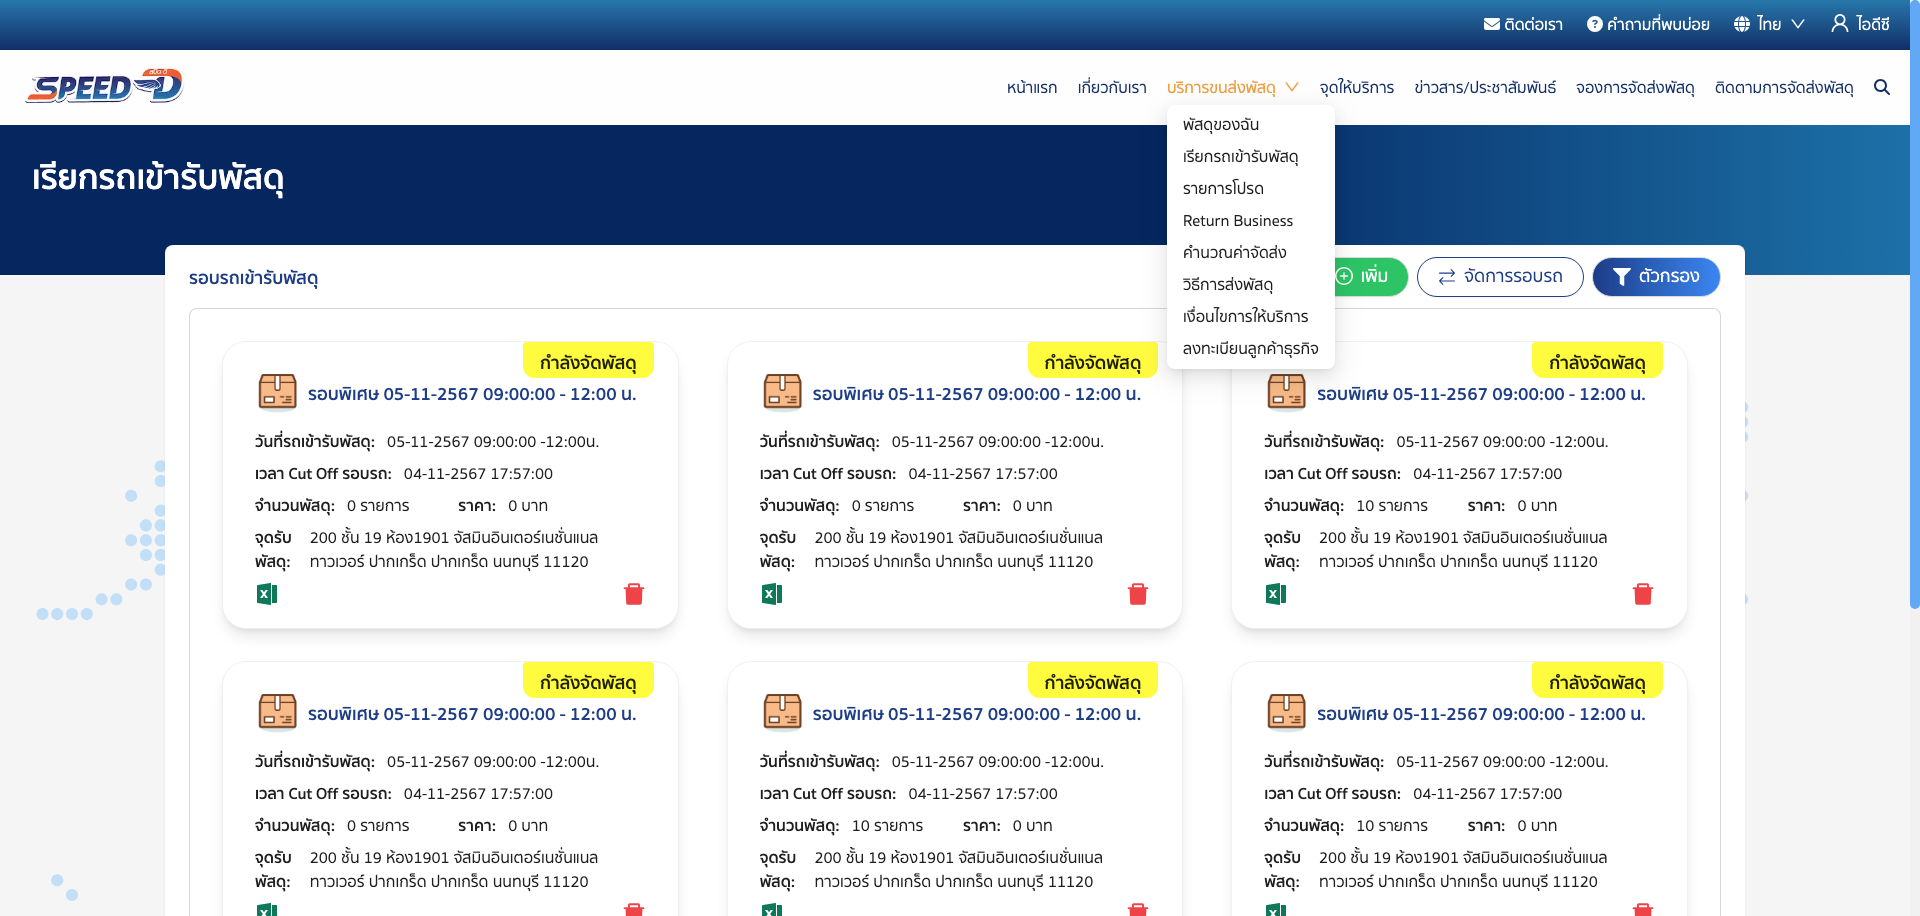 ติดต่อเรา คำถามที่พบบ่อย ไทย ไอดีซี
SPEED-D
หน้าแรก เกี่ยวกับเรา บริการขนส่งพัสดุ จุดให้บริการ ข่าวสาร/ประชาสัมพันธ์ จองการจัดส่งพัสดุ ติดตามการจัดส่งพัสดุ
พัสดุของฉัน
เรียกรถเข้ารับพัสดุ
รายการโปรด
Return Business
คำนวณค่าจัดส่ง
วิธีการส่งพัสดุ
เงื่อนไขการให้บริการ
ลงทะเบียนลูกค้าธุรกิจ
เรียกรถเข้ารับพัสดุ
รอบรถเข้ารับพัสดุ
เพิ่ม จัดการรอบรถ ตัวกรอง
กำลังจัดพัสดุ
รอบพิเศษ 05-11-2567 09:00:00 - 12:00 น.
วันที่รถเข้ารับพัสดุ: 05-11-2567 09:00:00 -12:00น.
เวลา Cut Off รอบรถ: 04-11-2567 17:57:00
จำนวนพัสดุ: 0 รายการ ราคา: 0 บาท
จุดรับ 200 ชั้น 19 ห้อง1901 จัสมินอินเตอร์เนชั่นแนล
พัสดุ: ทาวเวอร์ ปากเกร็ด ปากเกร็ด นนทบุรี 11120
กำลังจัดพัสดุ
รอบพิเศษ 05-11-2567 09:00:00 - 12:00 น.
วันที่รถเข้ารับพัสดุ: 05-11-2567 09:00:00 -12:00น.
เวลา Cut Off รอบรถ: 04-11-2567 17:57:00
จำนวนพัสดุ: 0 รายการ ราคา: 0 บาท
จุดรับ 200 ชั้น 19 ห้อง1901 จัสมินอินเตอร์เนชั่นแนล
พัสดุ: ทาวเวอร์ ปากเกร็ด ปากเกร็ด นนทบุรี 11120
กำลังจัดพัสดุ
รอบพิเศษ 05-11-2567 09:00:00 - 12:00 น.
วันที่รถเข้ารับพัสดุ: 05-11-2567 09:00:00 -12:00น.
เวลา Cut Off รอบรถ: 04-11-2567 17:57:00
จำนวนพัสดุ: 10 รายการ ราคา: 0 บาท
จุดรับ 200 ชั้น 19 ห้อง1901 จัสมินอินเตอร์เนชั่นแนล
พัสดุ: ทาวเวอร์ ปากเกร็ด ปากเกร็ด นนทบุรี 11120
กำลังจัดพัสดุ
รอบพิเศษ 05-11-2567 09:00:00 - 12:00 น.
วันที่รถเข้ารับพัสดุ: 05-11-2567 09:00:00 -12:00น.
เวลา Cut Off รอบรถ: 04-11-2567 17:57:00
จำนวนพัสดุ: 0 รายการ ราคา: 0 บาท
จุดรับ 200 ชั้น 19 ห้อง1901 จัสมินอินเตอร์เนชั่นแนล
พัสดุ: ทาวเวอร์ ปากเกร็ด ปากเกร็ด นนทบุรี 11120
กำลังจัดพัสดุ
รอบพิเศษ 05-11-2567 09:00:00 - 12:00 น.
วันที่รถเข้ารับพัสดุ: 05-11-2567 09:00:00 -12:00น.
เวลา Cut Off รอบรถ: 04-11-2567 17:57:00
จำนวนพัสดุ: 10 รายการ ราคา: 0 บาท
จุดรับ 200 ชั้น 19 ห้อง1901 จัสมินอินเตอร์เนชั่นแนล
พัสดุ: ทาวเวอร์ ปากเกร็ด ปากเกร็ด นนทบุรี 11120
กำลังจัดพัสดุ
รอบพิเศษ 05-11-2567 09:00:00 - 12:00 น.
วันที่รถเข้ารับพัสดุ: 05-11-2567 09:00:00 -12:00น.
เวลา Cut Off รอบรถ: 04-11-2567 17:57:00
จำนวนพัสดุ: 10 รายการ ราคา: 0 บาท
จุดรับ 200 ชั้น 19 ห้อง1901 จัสมินอินเตอร์เนชั่นแนล
พัสดุ: ทาวเวอร์ ปากเกร็ด ปากเกร็ด นนทบุรี 11120